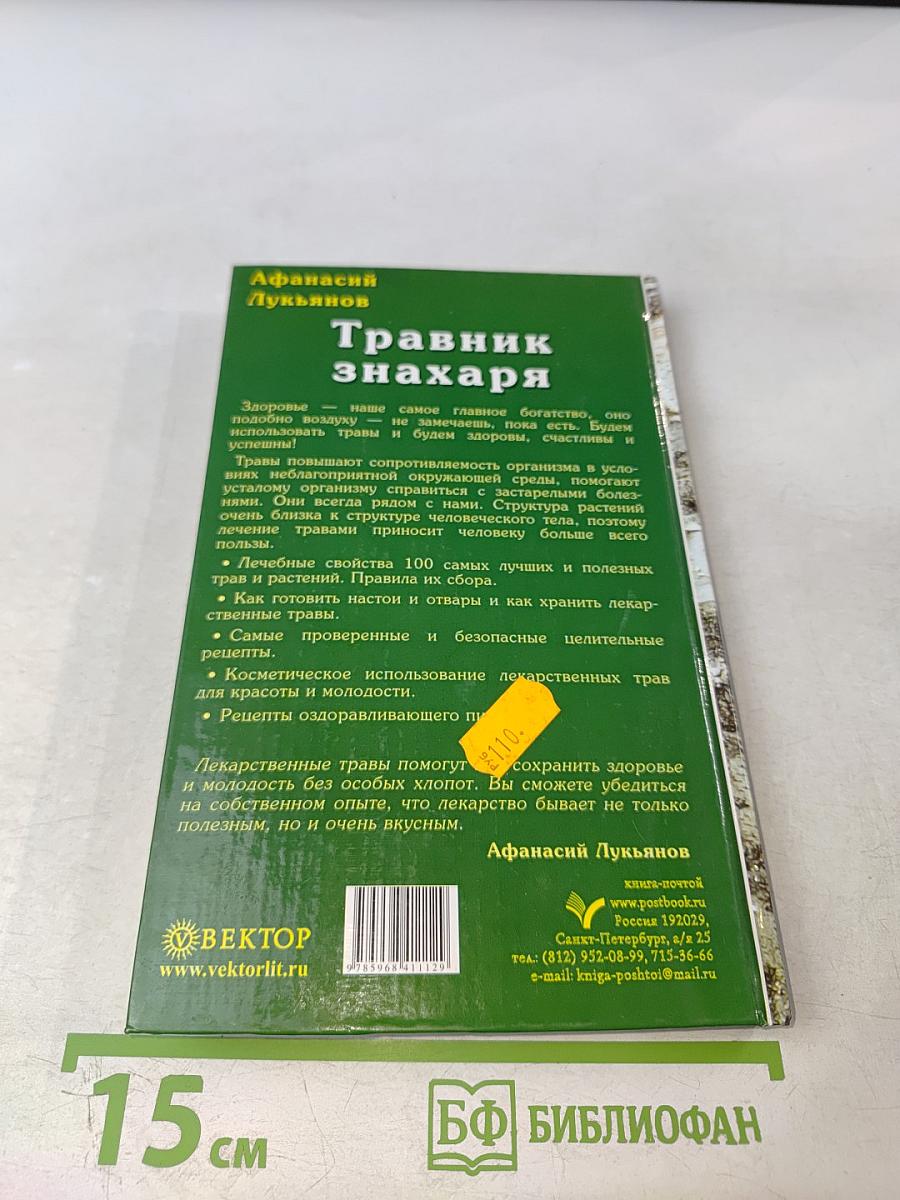 Афанасий
Лукьянов
Травник
знахаря
Здоровье — наше самое главное богатство, оно
подобно воздуху — не замечаешь, пока есть. Будем
использовать травы и будем здоровы, счастливы и
успешны!
Травы повышают сопротивляемость организма в усло-
виях неблагоприятной окружающей среды, помогают
усталому организму справиться с застарелыми болез-
нями. Они всегда рядом с нами. Структура растений
очень близка к структуре человеческого тела, поэтому
лечение травами приносит человеку больше всего
пользы.
• Лечебные свойства 100 самых лучших и полезных
трав и растений. Правила их сбора.
• Как готовить настои и отвары и как хранить лекар-
ственные травы.
• Самые проверенные и безопасные целительные
рецепты.
• Косметическое использование лекарственных трав
для красоты и молодости.
• Рецепты оздоравливающего
110.
руб
Лекарственные травы помогут сохранить здоровье
и молодость без особых хлопот. Вы сможете убедиться
на собственном опыте, что лекарство бывает не только
полезным, но и очень вкусным.
Афанасий Лукьянов
книга-почтой
www.postbook.ru
Россия 192029,
Санкт-Петербург, а/я 25
тел.: (812) 952-08-99, 715-36-66
e-mail: kniga-poshtoi@mail.ru
V ВЕКТОР
www.vektorlit.ru
9 785968 411129
15 см
БФ БИБЛИОФАН